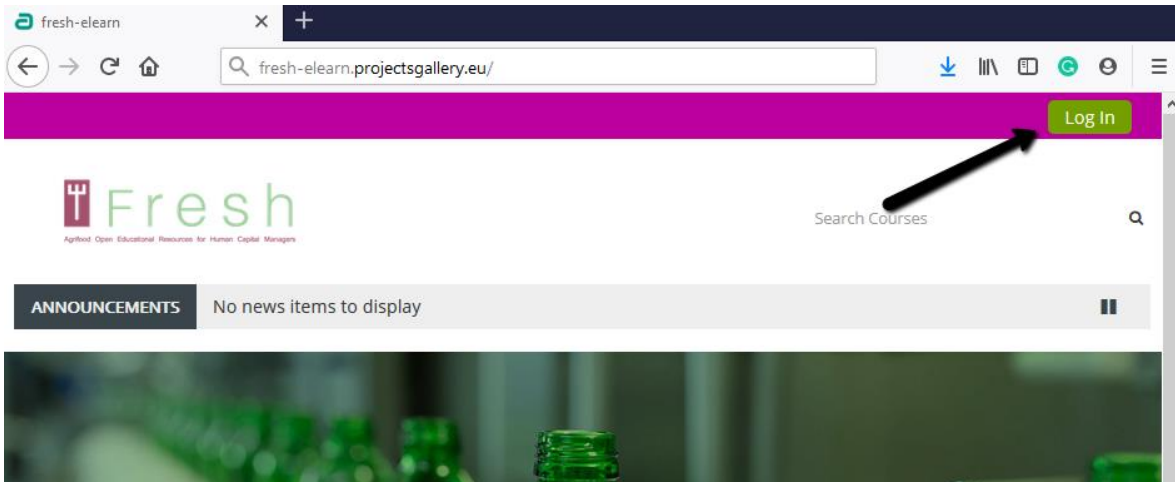 fresh-elearn
fresh-elearn.projectsgallery.eu/
Log In
Fresh
Agrifood Open Educational Resources for Human Capital Managers
Search Courses
ANNOUNCEMENTS No news items to display